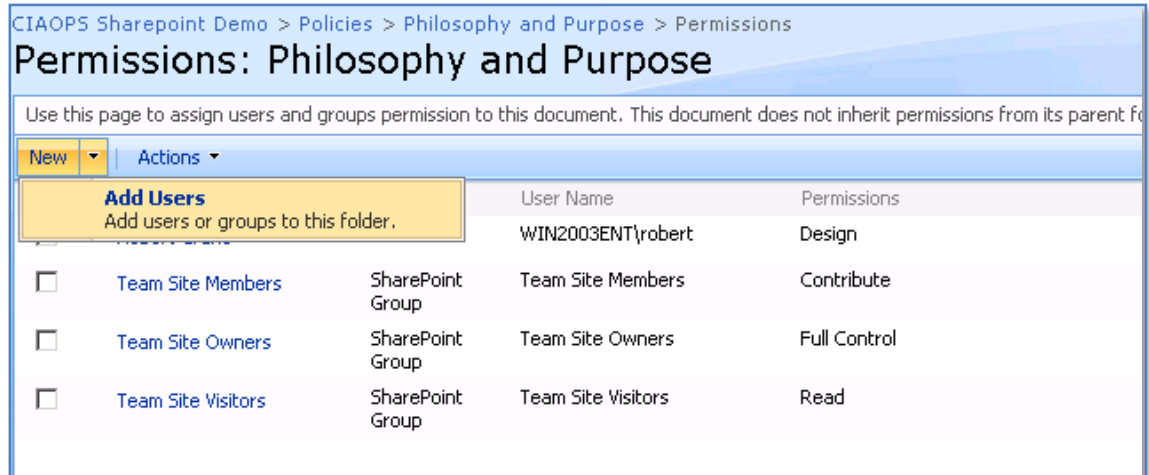 CIAOPS Sharepoint Demo > Policies > Philosophy and Purpose > Permissions
Permissions: Philosophy and Purpose
Use this page to assign users and groups permission to this document. This document does not inherit permissions from its parent
New Actions
Add Users
Add users or groups to this folder.
User Name Permissions
WIN2003ENT\robert Design
Team Site Members SharePoint Group Team Site Members Contribute
Team Site Owners SharePoint Group Team Site Owners Full Control
Team Site Visitors SharePoint Group Team Site Visitors Read